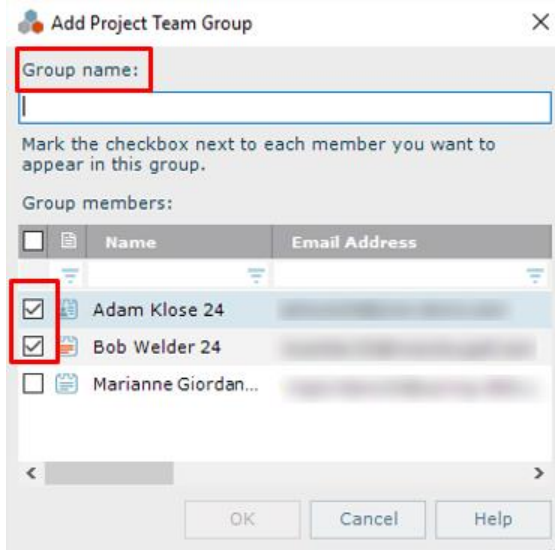 Add Project Team Group
Group name:
Mark the checkbox next to each member you want to
appear in this group.
Group members:
Name Email Address
Adam Klose 24
Bob Welder 24
Marianne Giordan...
OK Cancel Help